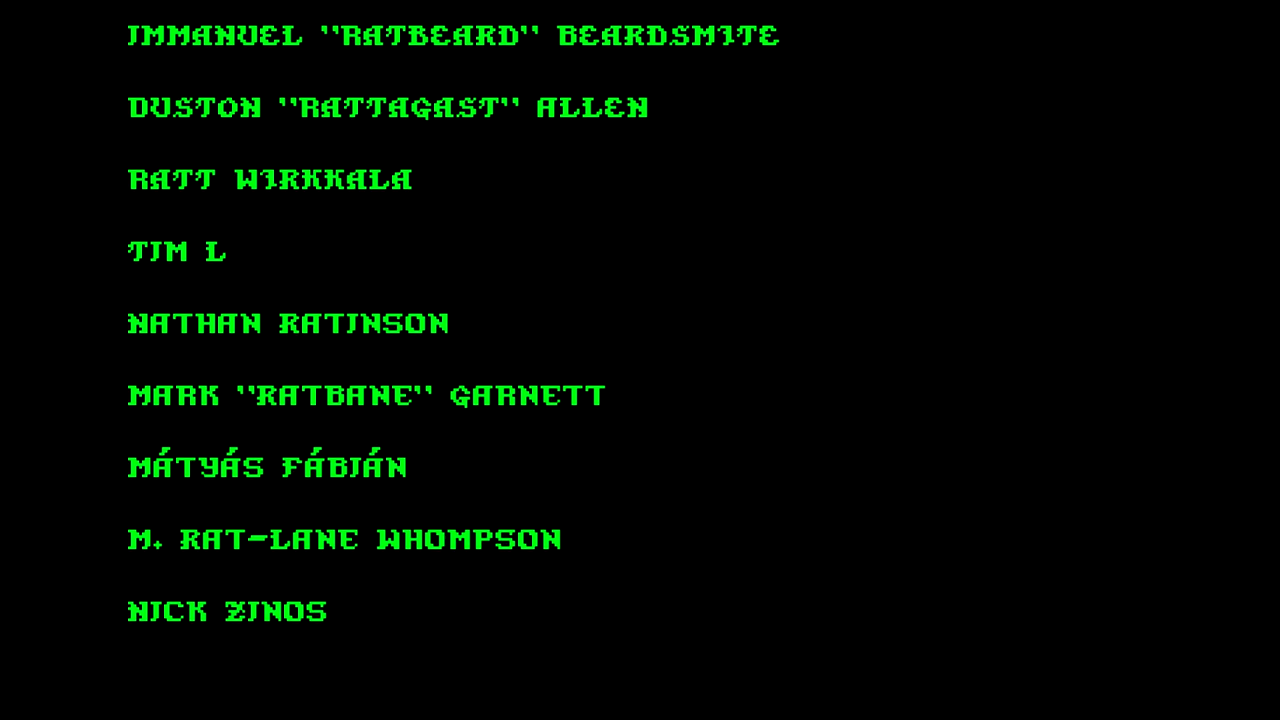 IMMANUEL "RATBEARD" BEARDSMITE
DUSTON "RATTAGAST" ALLEN
RATT WIRKKALA
TIM L
NATHAN RATINSON
MARK "RATBANE" GARNETT
MÁTYÁS FÁBIÁN
M. RAT-LANE WHOMPSON
NICK ZINOS